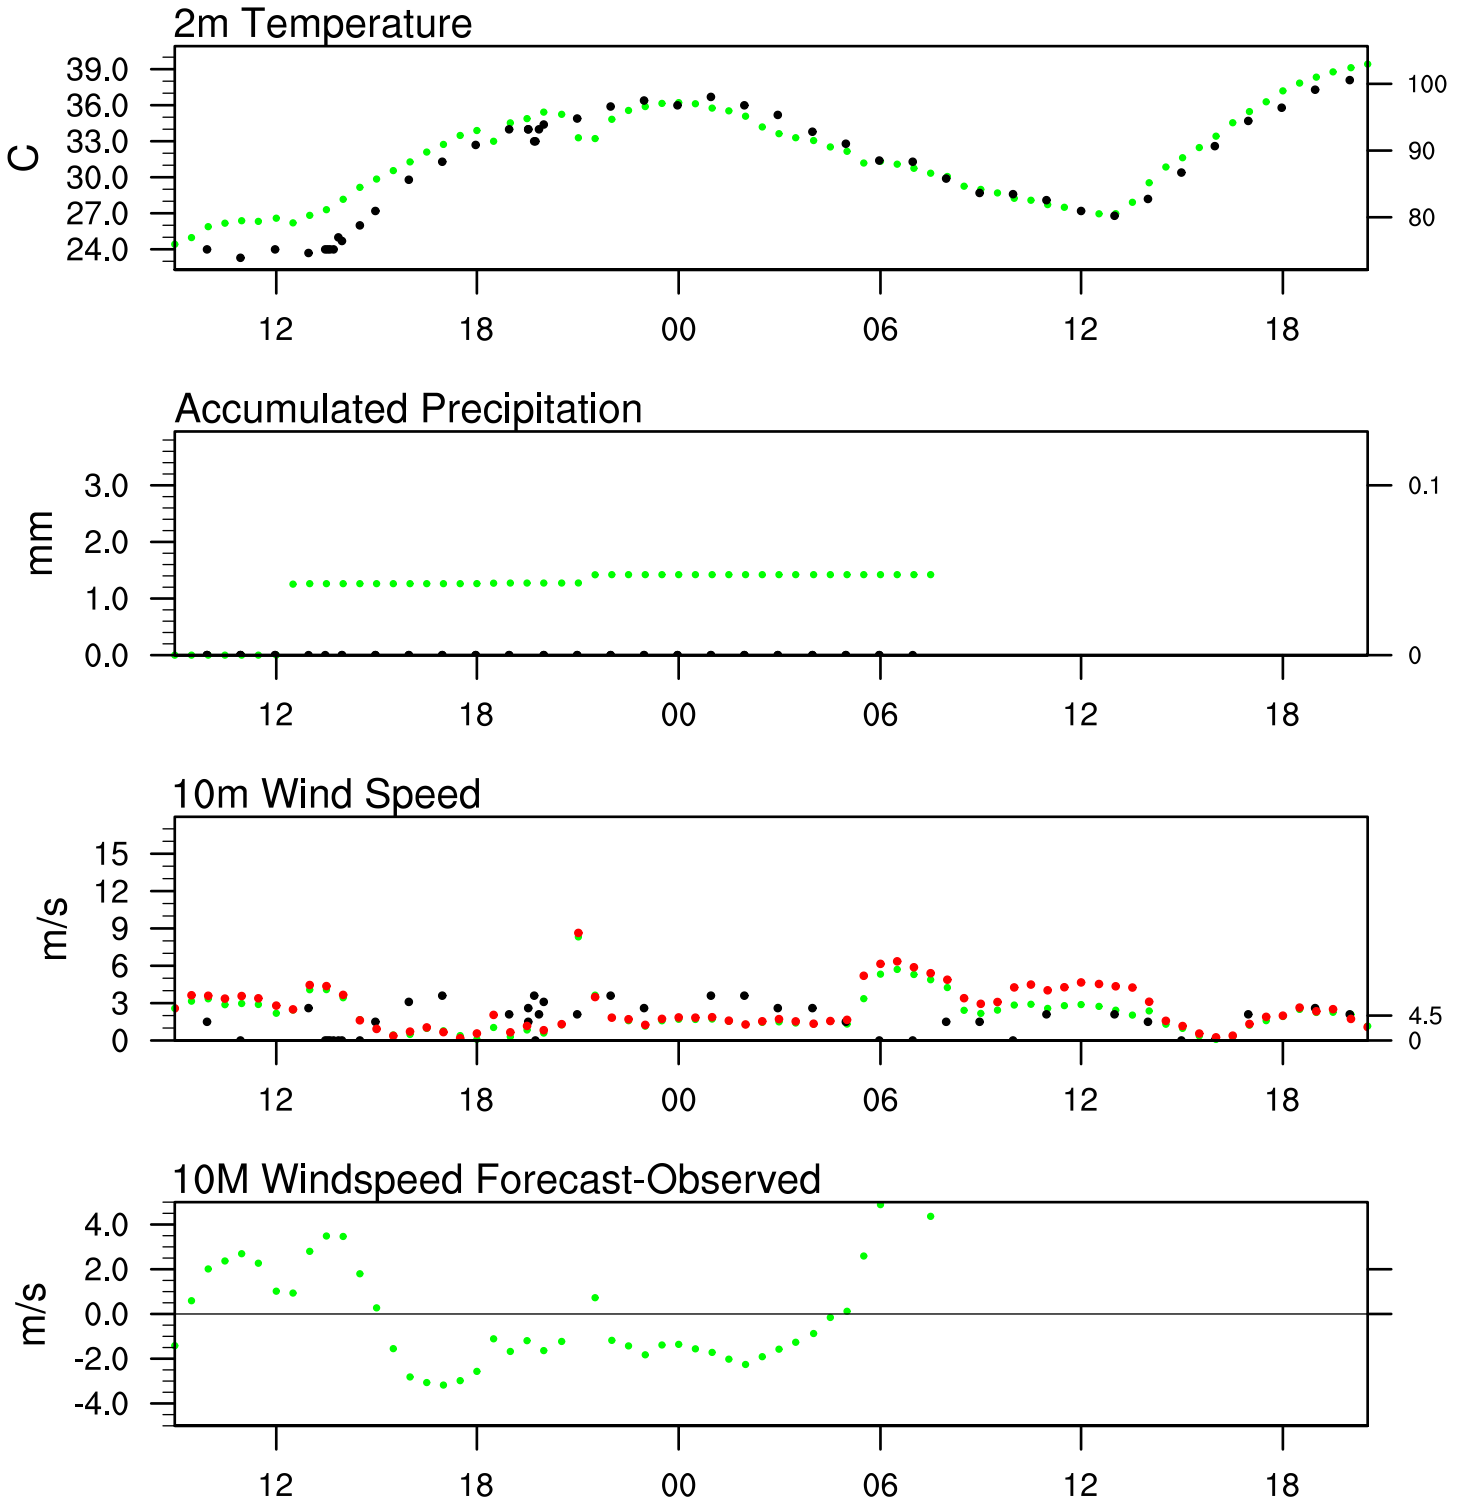 2m Temperature
39.0
36.0
33.0
30.0
27.0
24.0
C
100
90
80
12 18 00 06 12 18
Accumulated Precipitation
3.0
2.0
1.0
0.0
mm
0.1
0
12 18 00 06 12 18
10m Wind Speed
15
12
9
6
3
0
m/s
4.5
0
12 18 00 06 12 18
10M Windspeed Forecast-Observed
4.0
2.0
0.0
-2.0
-4.0
m/s
12 18 00 06 12 18